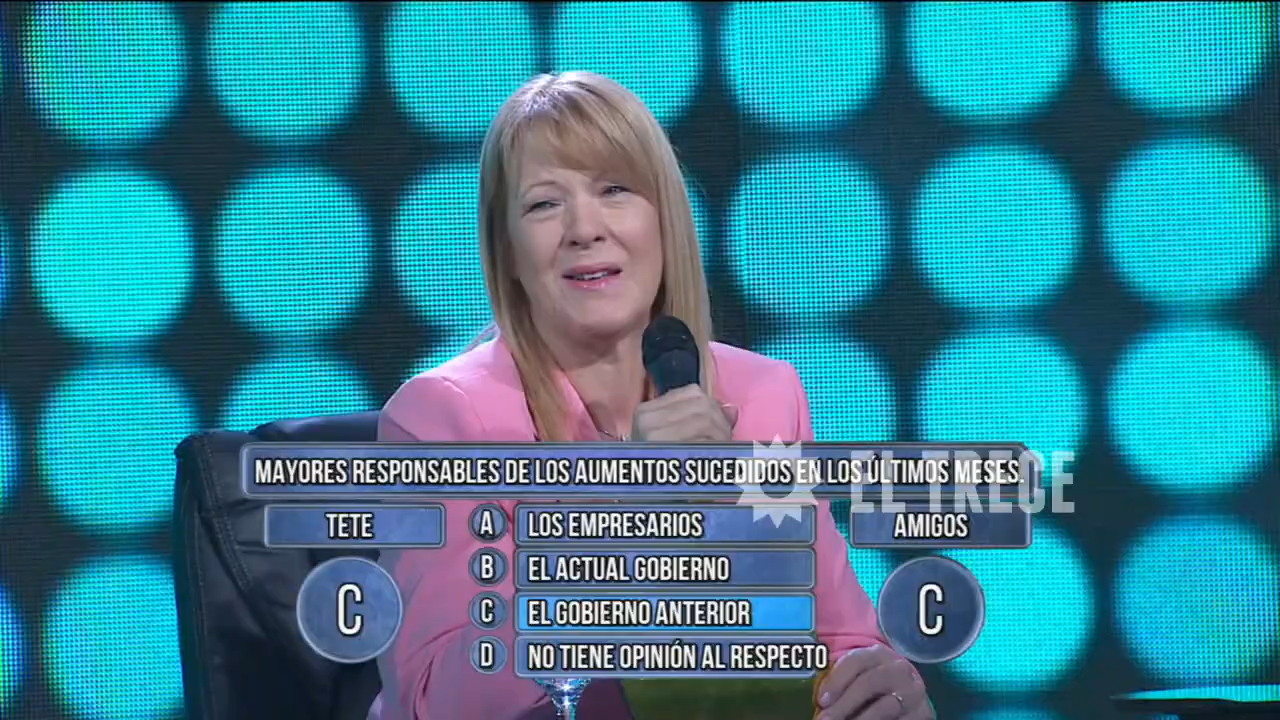 MAYORES RESPONSABLES DE LOS AUMENTOS SUCEDIDOS EN LOS ÚLTIMOS MESES.
EL TRECE
TETE
A LOS EMPRESARIOS
AMIGOS
B EL ACTUAL GOBIERNO
C
C EL GOBIERNO ANTERIOR
C
D NO TIENE OPINIÓN AL RESPECTO